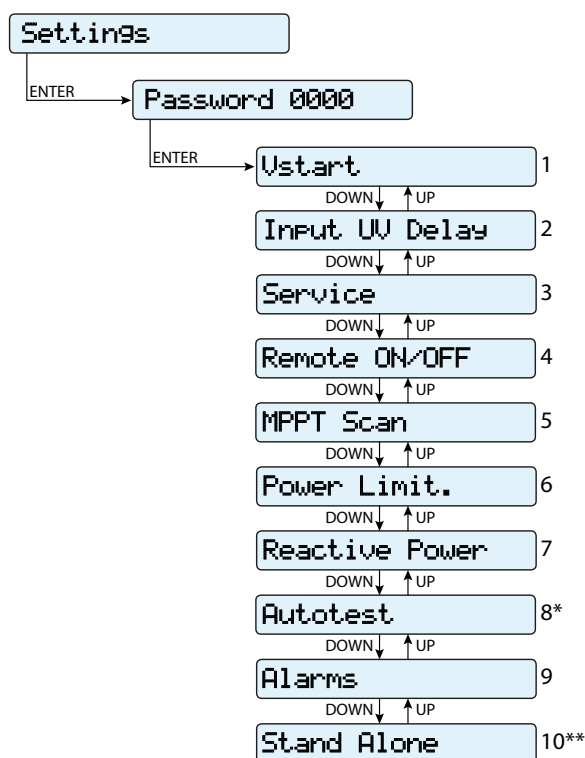 Settings
ENTER
Password 0000
ENTER
Vstart 1
DOWN UP
Input UV Delay 2
DOWN UP
Service 3
DOWN UP
Remote ON/OFF 4
DOWN UP
MPPT Scan 5
DOWN UP
Power Limit. 6
DOWN UP
Reactive Power 7
DOWN UP
Autotest 8*
DOWN UP
Alarms 9
DOWN UP
Stand Alone 10**